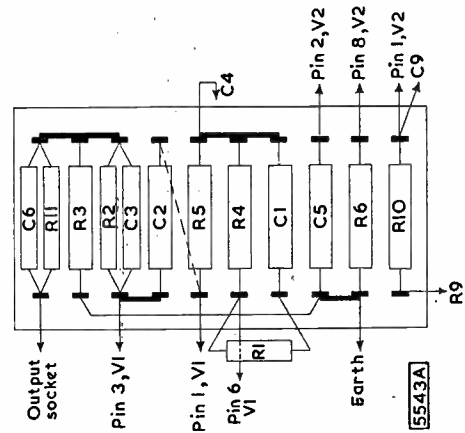 Output
socket
Pin 3, V1
Pin 1, V1
Pin 6
V1
Earth
R9
C6
R11
R3
R2
C3
C2
R5
R4
R1
C1
C5
R6
R10
C4
Pin 2, V2
Pin 8, V2
Pin 1, V2
C9
5543A